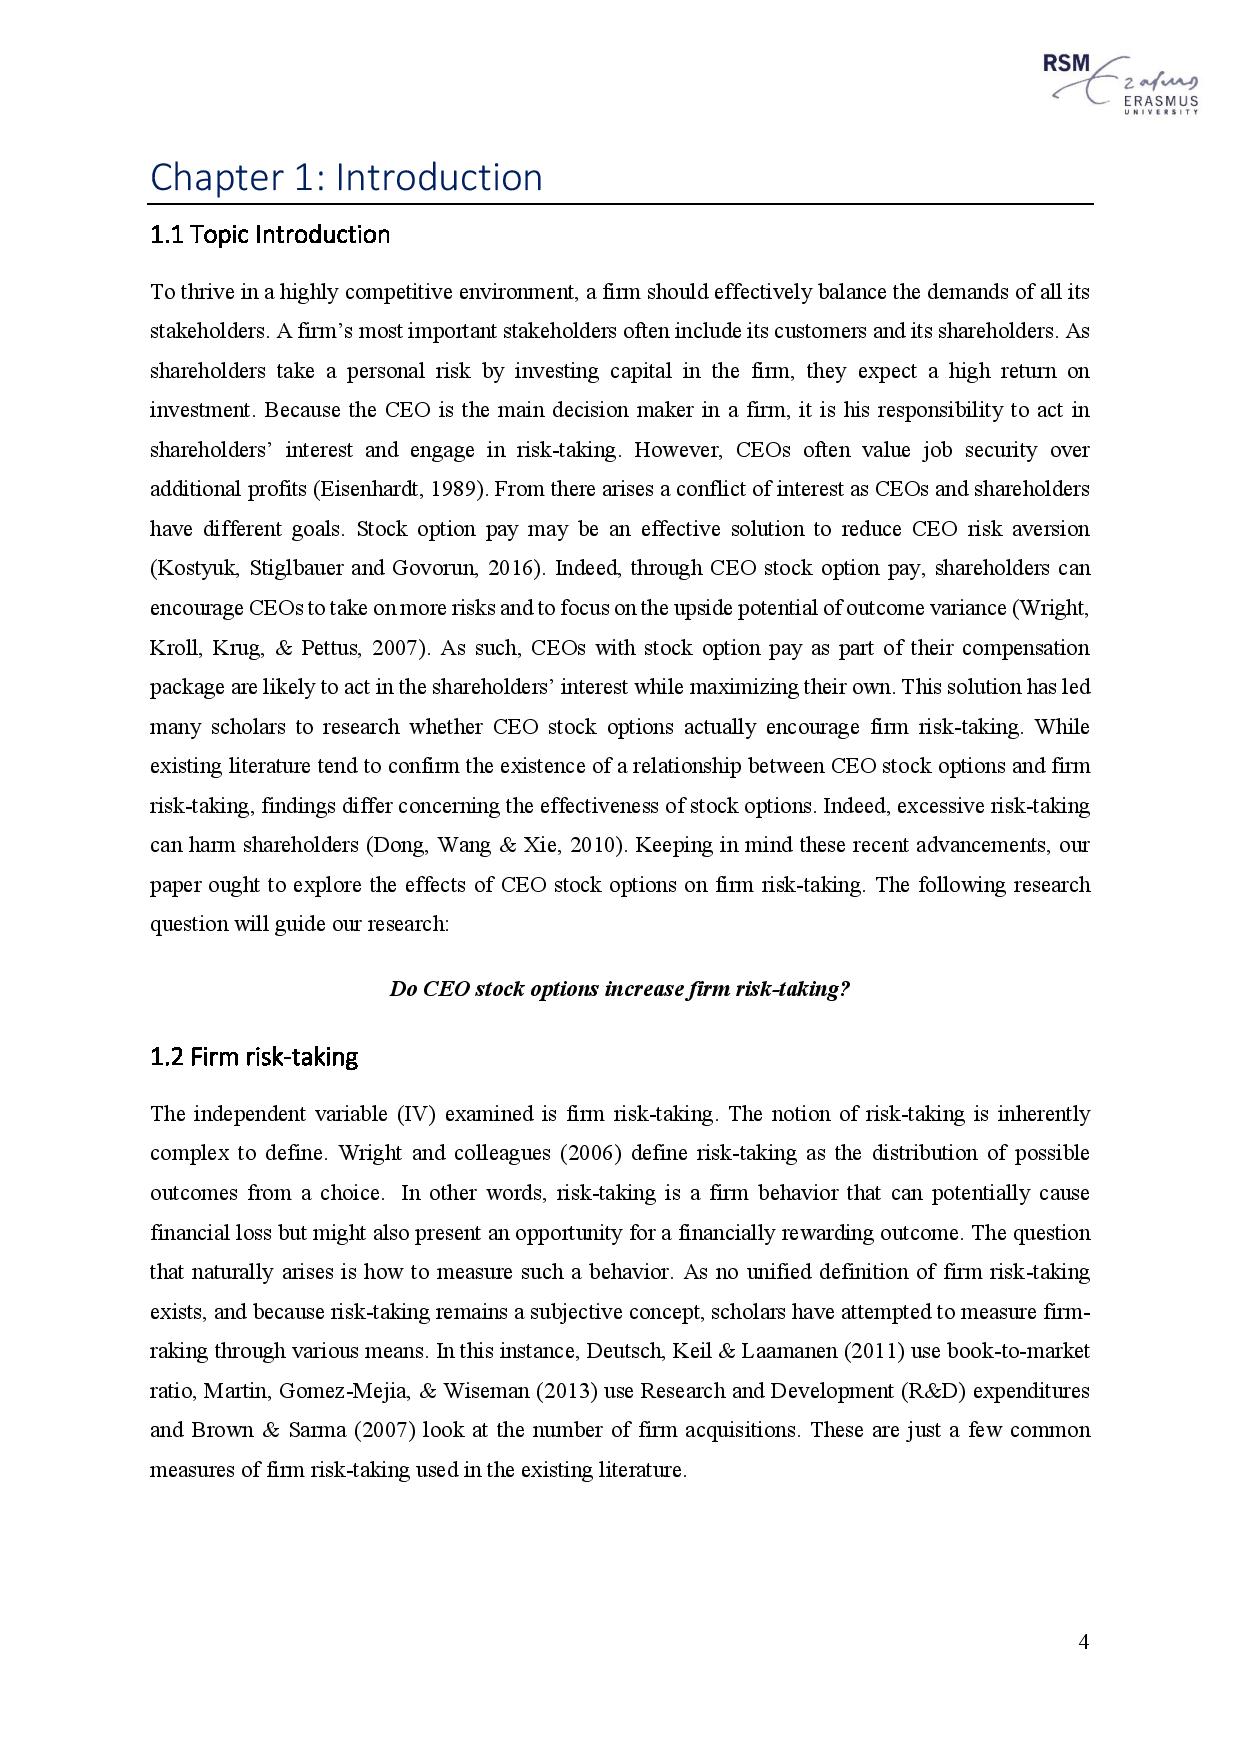 RSM
Erasmus
ERASMUS
UNIVERSITY
Chapter 1: Introduction
1.1 Topic Introduction
To thrive in a highly competitive environment, a firm should effectively balance the demands of all its
stakeholders. A firm’s most important stakeholders often include its customers and its shareholders. As
shareholders take a personal risk by investing capital in the firm, they expect a high return on
investment. Because the CEO is the main decision maker in a firm, it is his responsibility to act in
shareholders’ interest and engage in risk-taking. However, CEOs often value job security over
additional profits (Eisenhardt, 1989). From there arises a conflict of interest as CEOs and shareholders
have different goals. Stock option pay may be an effective solution to reduce CEO risk aversion
(Kostyuk, Stiglbauer and Govorun, 2016). Indeed, through CEO stock option pay, shareholders can
encourage CEOs to take on more risks and to focus on the upside potential of outcome variance (Wright,
Kroll, Krug, & Pettus, 2007). As such, CEOs with stock option pay as part of their compensation
package are likely to act in the shareholders’ interest while maximizing their own. This solution has led
many scholars to research whether CEO stock options actually encourage firm risk-taking. While
existing literature tend to confirm the existence of a relationship between CEO stock options and firm
risk-taking, findings differ concerning the effectiveness of stock options. Indeed, excessive risk-taking
can harm shareholders (Dong, Wang & Xie, 2010). Keeping in mind these recent advancements, our
paper ought to explore the effects of CEO stock options on firm risk-taking. The following research
question will guide our research:
Do CEO stock options increase firm risk-taking?
1.2 Firm risk-taking
The independent variable (IV) examined is firm risk-taking. The notion of risk-taking is inherently
complex to define. Wright and colleagues (2006) define risk-taking as the distribution of possible
outcomes from a choice.  In other words, risk-taking is a firm behavior that can potentially cause
financial loss but might also present an opportunity for a financially rewarding outcome. The question
that naturally arises is how to measure such a behavior. As no unified definition of firm risk-taking
exists, and because risk-taking remains a subjective concept, scholars have attempted to measure firm-
raking through various means. In this instance, Deutsch, Keil & Laamanen (2011) use book-to-market
ratio, Martin, Gomez-Mejia, & Wiseman (2013) use Research and Development (R&D) expenditures
and Brown & Sarma (2007) look at the number of firm acquisitions. These are just a few common
measures of firm risk-taking used in the existing literature.
4